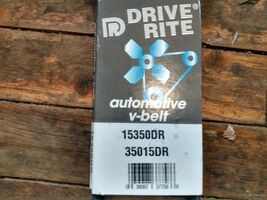 DRIVE
RITE®
automotive
v-belt
15350DR
35015DR